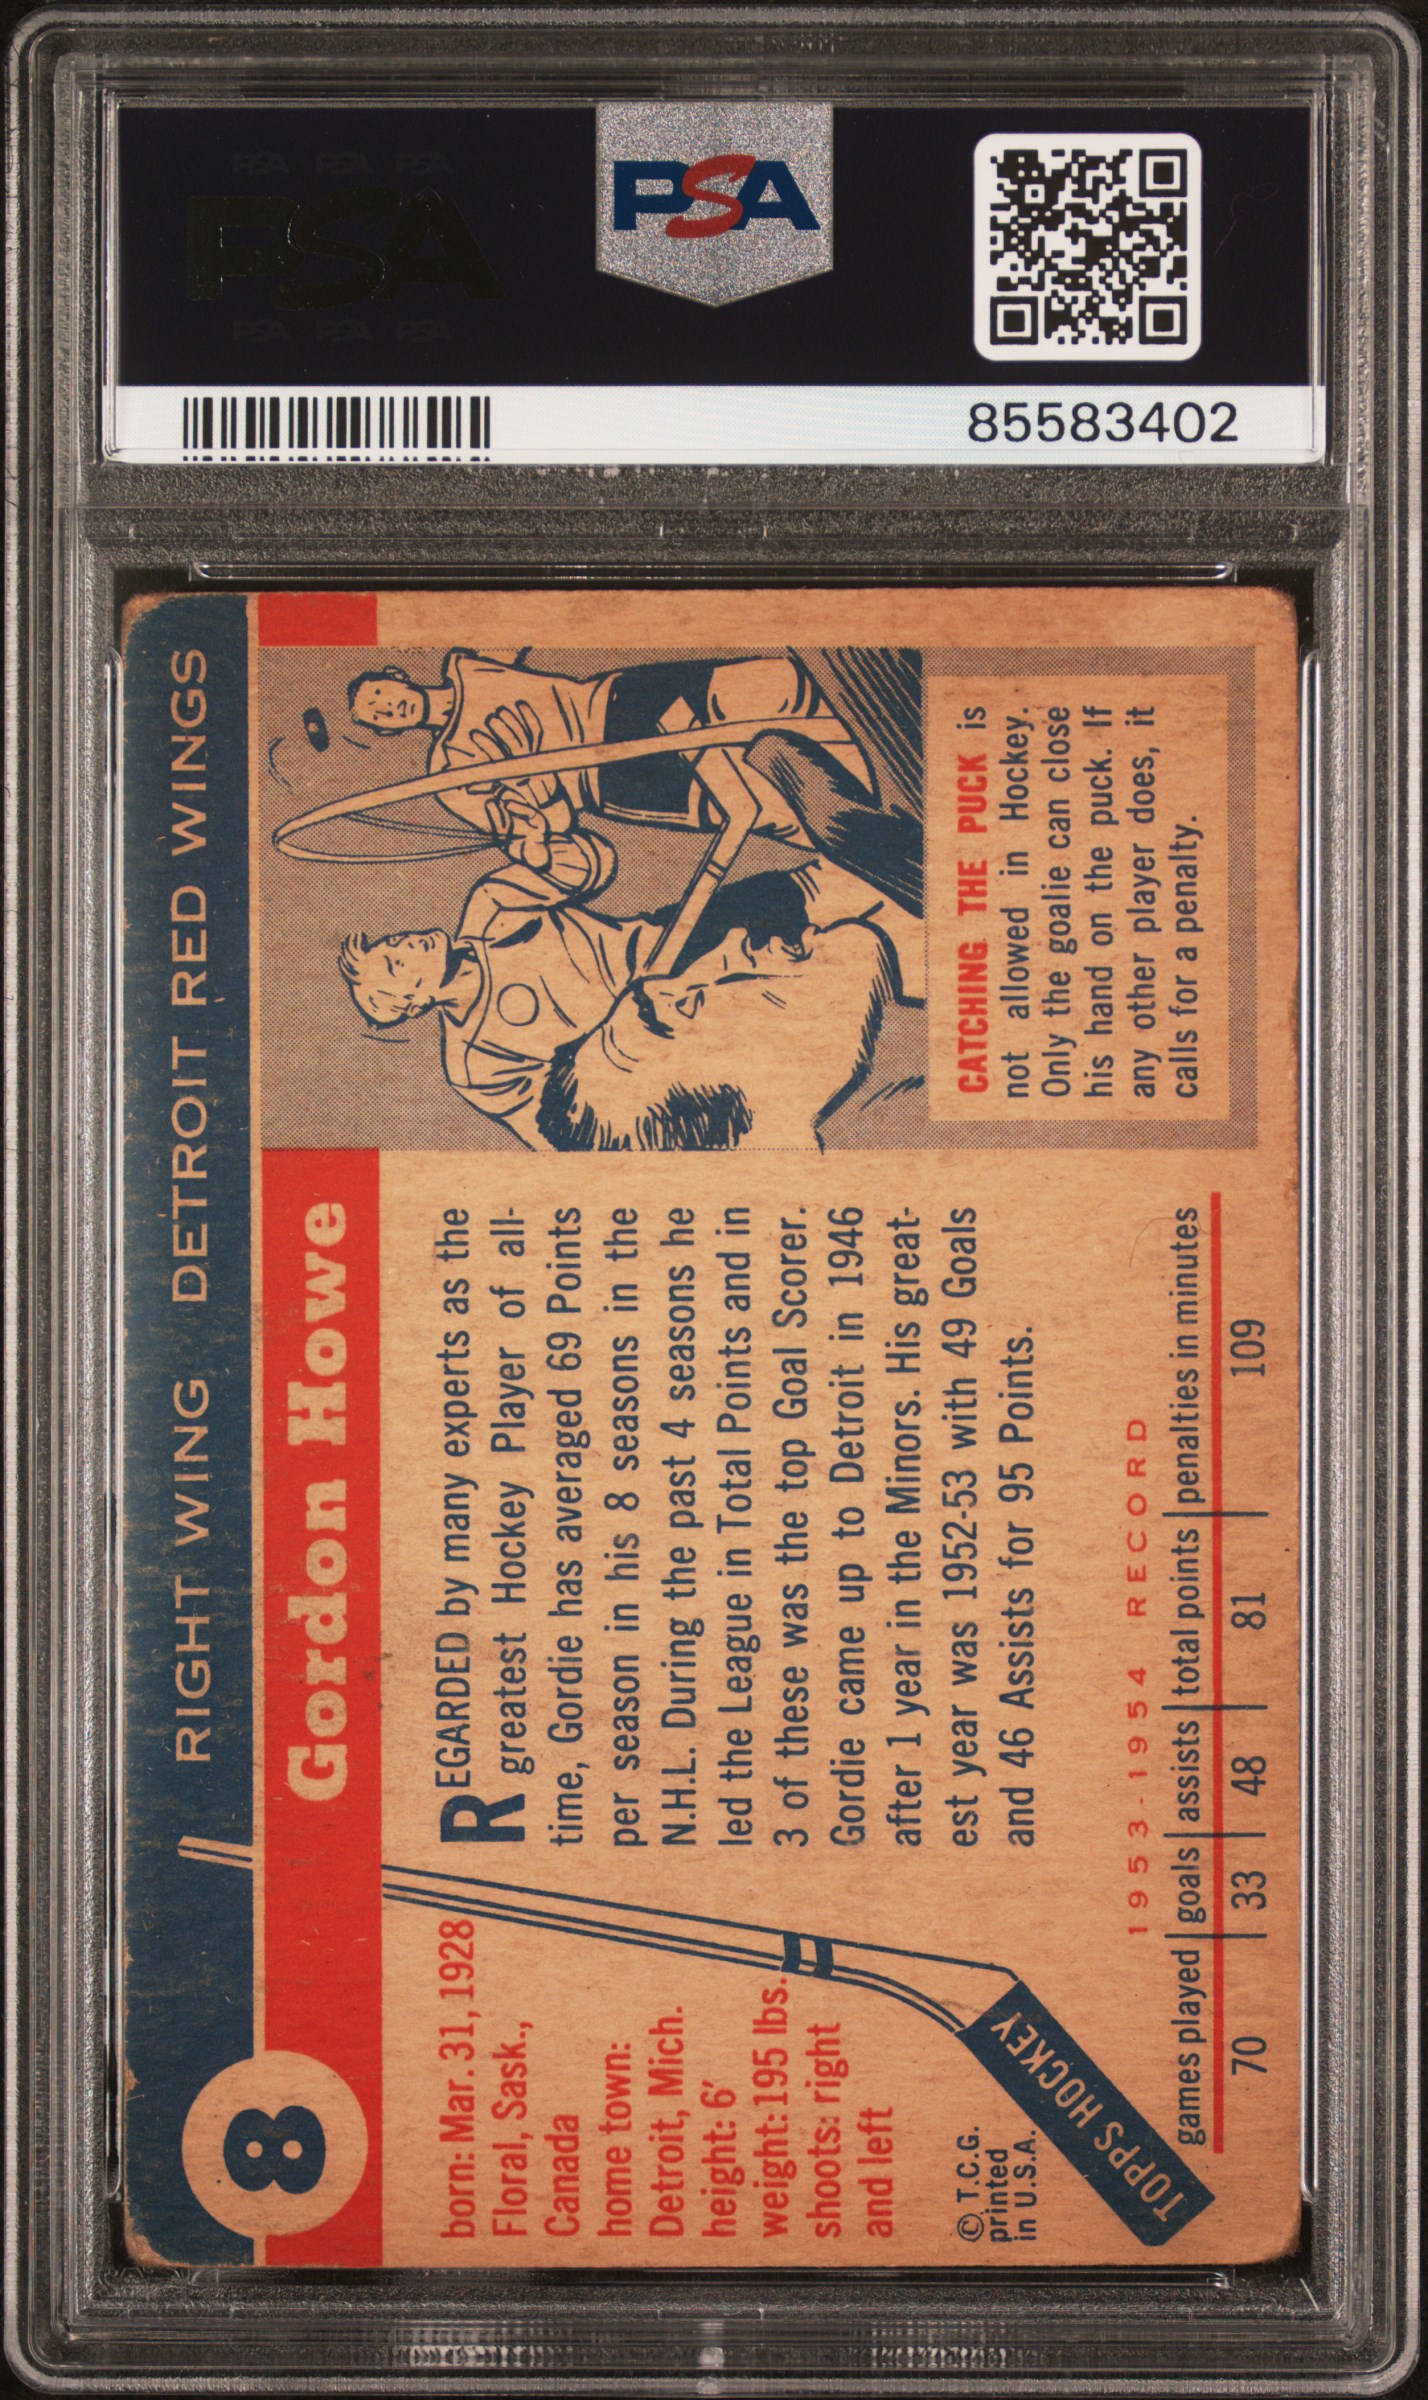 PSA PSA PSA
PSA
PSA PSA PSA
PSA
85583402
8
RIGHT WING DETROIT RED WINGS
Gordon Howe
born: Mar. 31, 1928
Floral, Sask.,
Canada
home town:
Detroit, Mich.
height: 6'
weight: 195 lbs.
shoots: right
and left
© T.C.G.
printed
in U.S.A.
TOPPS HOCKEY
REGARDED by many experts as the
greatest Hockey Player of all-
time, Gordie has averaged 69 Points
per season in his 8 seasons in the
N.H.L. During the past 4 seasons he
led the League in Total Points and in
3 of these was the top Goal Scorer.
Gordie came up to Detroit in 1946
after 1 year in the Minors. His great-
est year was 1952-53 with 49 Goals
and 46 Assists for 95 Points.
1953-1954 RECORD
games played | goals | assists | total points | penalties in minutes
70 | 33 | 48 | 81 | 109
CATCHING THE PUCK is
not allowed in Hockey.
Only the goalie can close
his hand on the puck. If
any other player does, it
calls for a penalty.